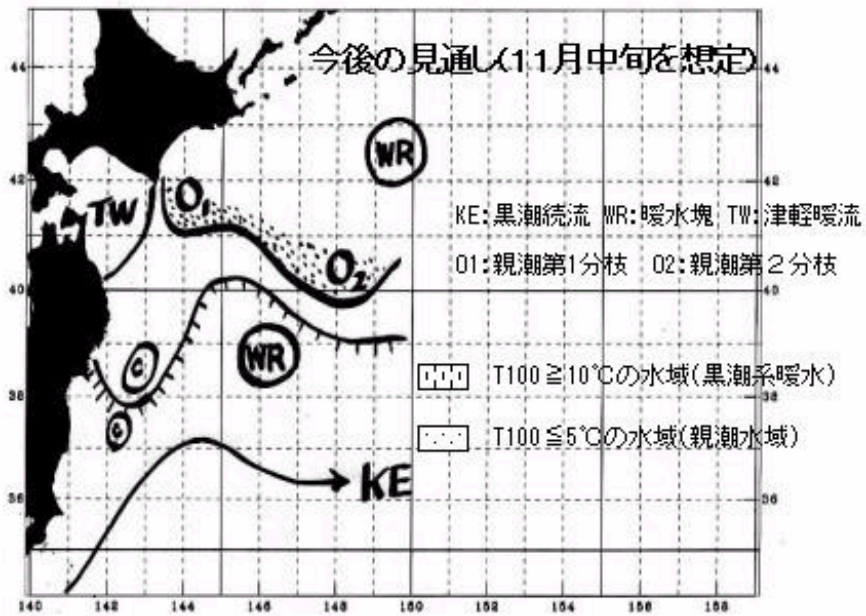 今後の見通し(11月中旬を想定)
44
44
WR
42
42
O1
TW
KE:黒潮続流 WR:暖水塊 TW:津軽暖流
O2
O1:親潮第1分枝 O2:親潮第2分枝
40
40
WR
C
T100≧10℃の水域(黒潮系暖水)
38
38
C
T100≦5℃の水域(親潮水域)
KE
36
36
140 142 144 146 148 150 152 154 156 158